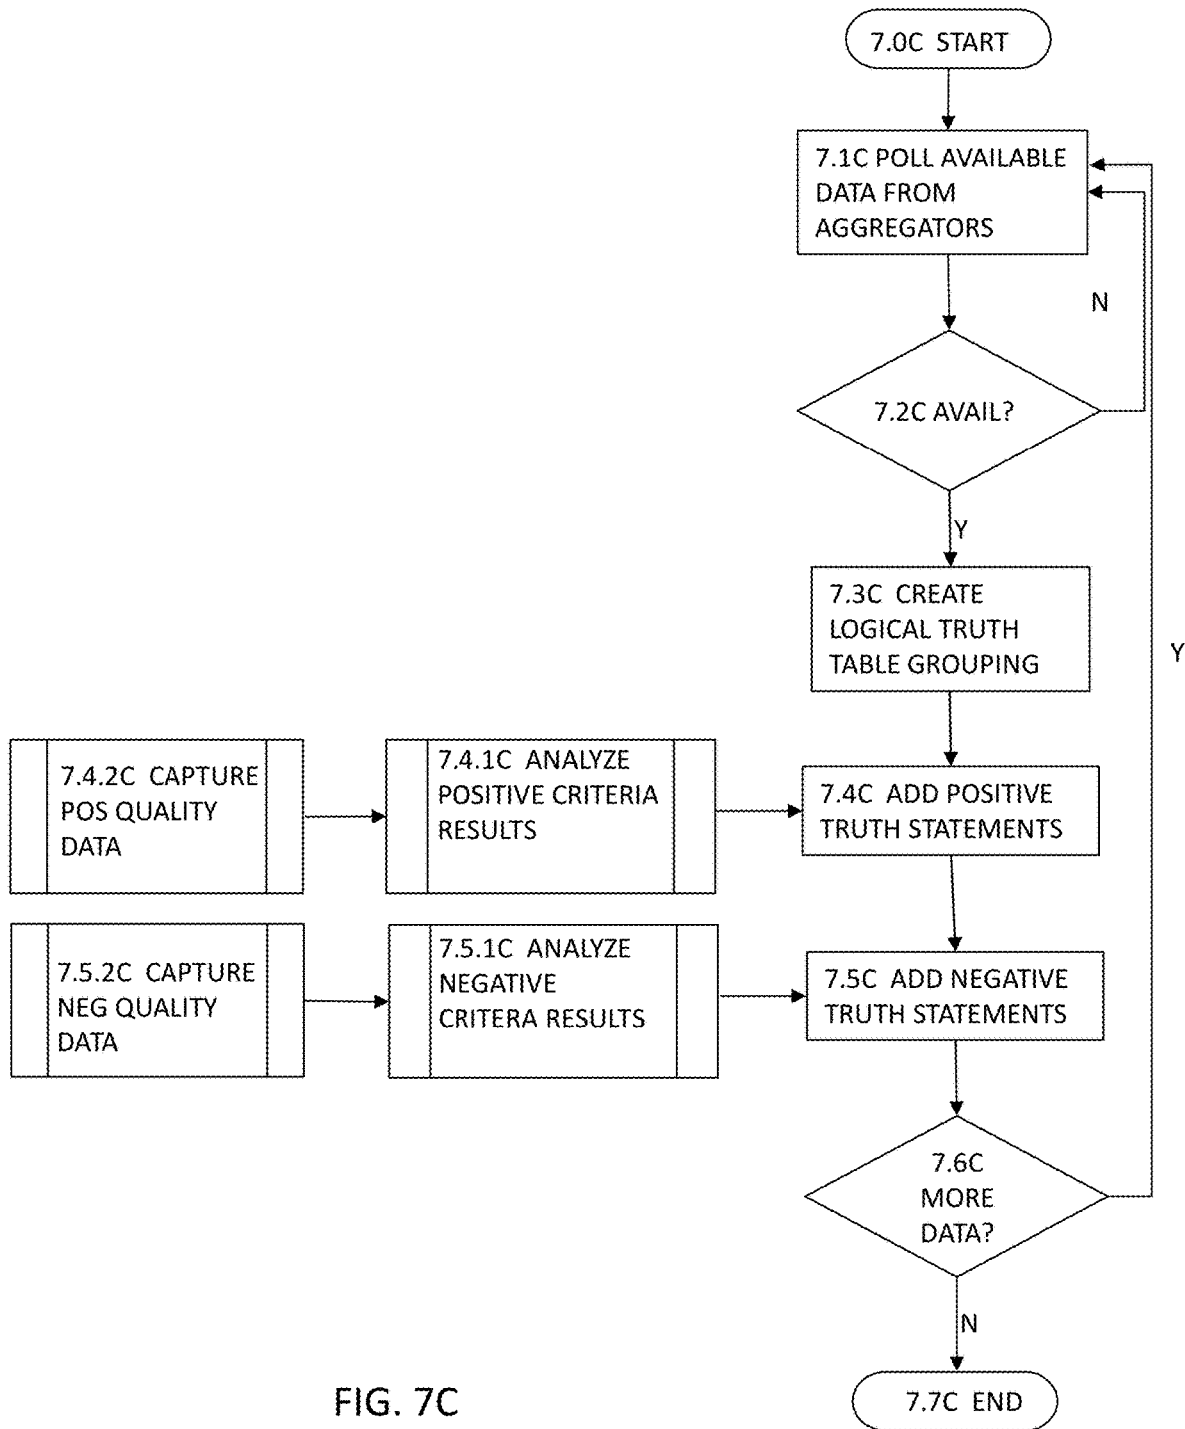 7.0C START
7.1C POLL AVAILABLE
DATA FROM
AGGREGATORS
N
7.2C AVAIL?
Y
7.3C CREATE
LOGICAL TRUTH
TABLE GROUPING
Y
7.4.2C CAPTURE
POS QUALITY
DATA
7.4.1C ANALYZE
POSITIVE CRITERIA
RESULTS
7.4C ADD POSITIVE
TRUTH STATEMENTS
7.5.2C CAPTURE
NEG QUALITY
DATA
7.5.1C ANALYZE
NEGATIVE
CRITERA RESULTS
7.5C ADD NEGATIVE
TRUTH STATEMENTS
7.6C
MORE
DATA?
N
7.7C END
FIG. 7C